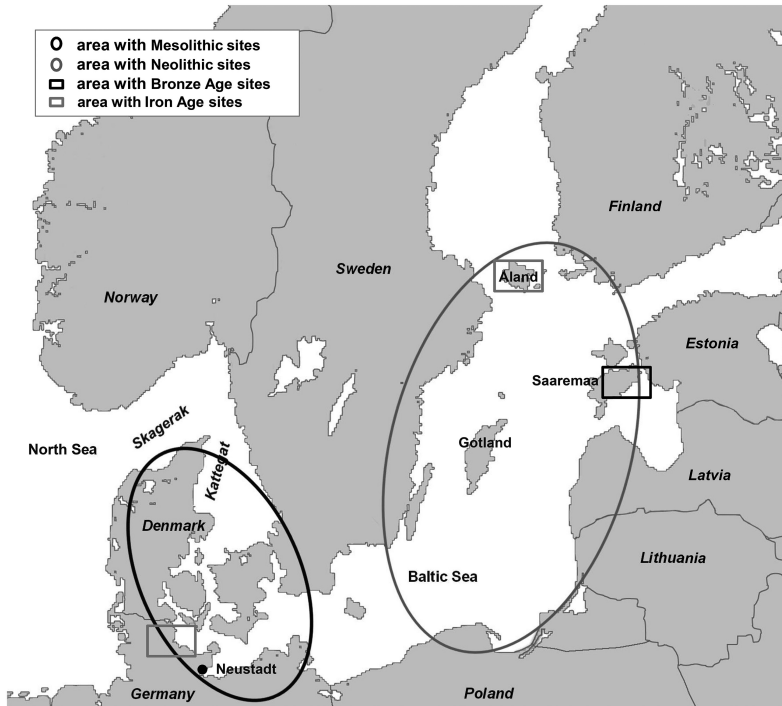 area with Mesolithic sites
area with Neolithic sites
area with Bronze Age sites
area with Iron Age sites
Finland
Sweden
Åland
Norway
Estonia
Saaremaa
Skagerak
North Sea
Gotland
Kattegat
Latvia
Denmark
Lithuania
Baltic Sea
Neustadt
Germany
Poland